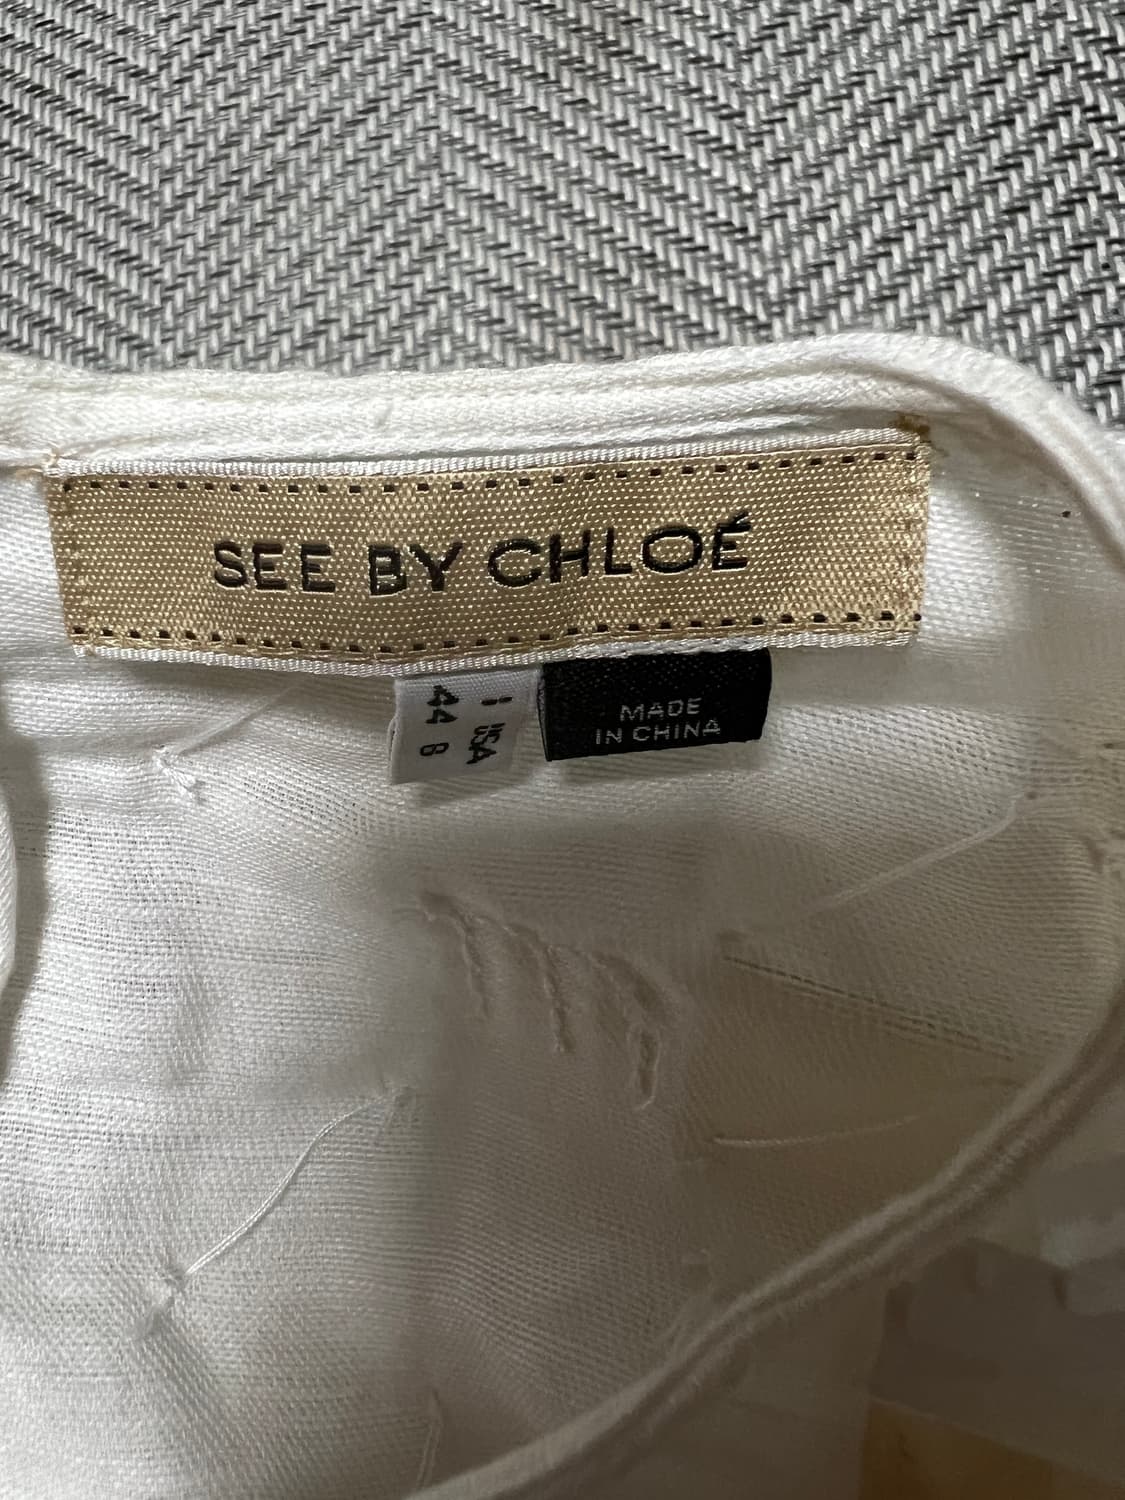 SEE BY CHLOÉ
I 44
USA 8
MADE
IN CHINA